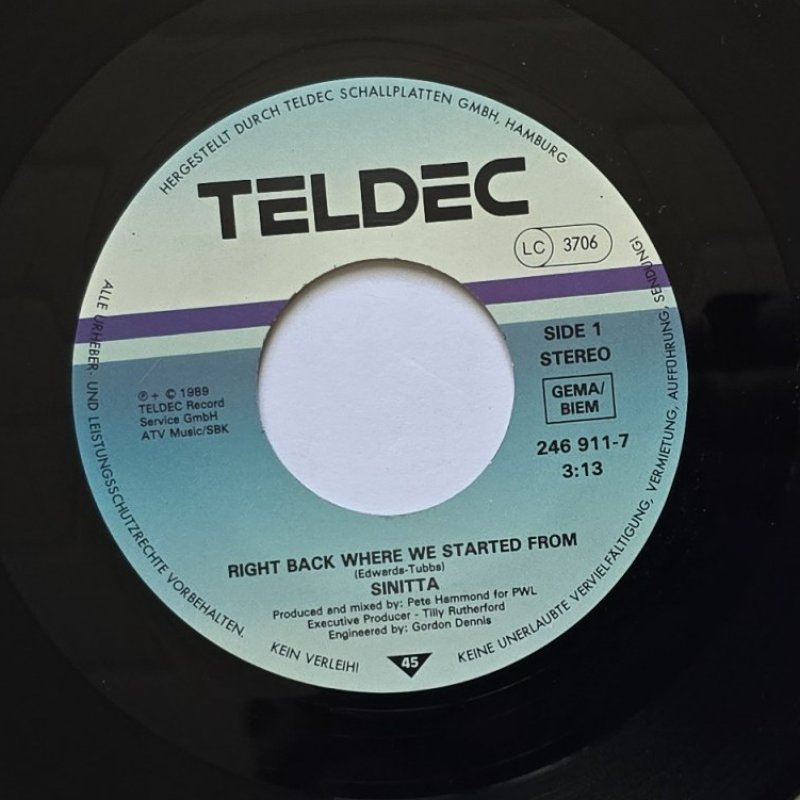 HERGESTELLT DURCH TELDEC SCHALLPLATTEN GMBH, HAMBURG
TELDEC
LC 3706
SIDE 1
STEREO
GEMA/
BIEM
246 911-7
3:13
℗ + © 1989
TELDEC Record
Service GmbH
ATV Music/SBK
RIGHT BACK WHERE WE STARTED FROM
(Edwards-Tubbs)
SINITTA
Produced and mixed by: Pete Hammond for PWL
Executive Producer - Tilly Rutherford
Engineered by: Gordon Dennis
45
ALLE URHEBER- UND LEISTUNGSSCHUTZRECHTE VORBEHALTEN.
KEIN VERLEIH!
KEINE UNERLAUBTE VERVIELFÄLTIGUNG, VERMIETUNG, AUFFÜHRUNG, SENDUNG!